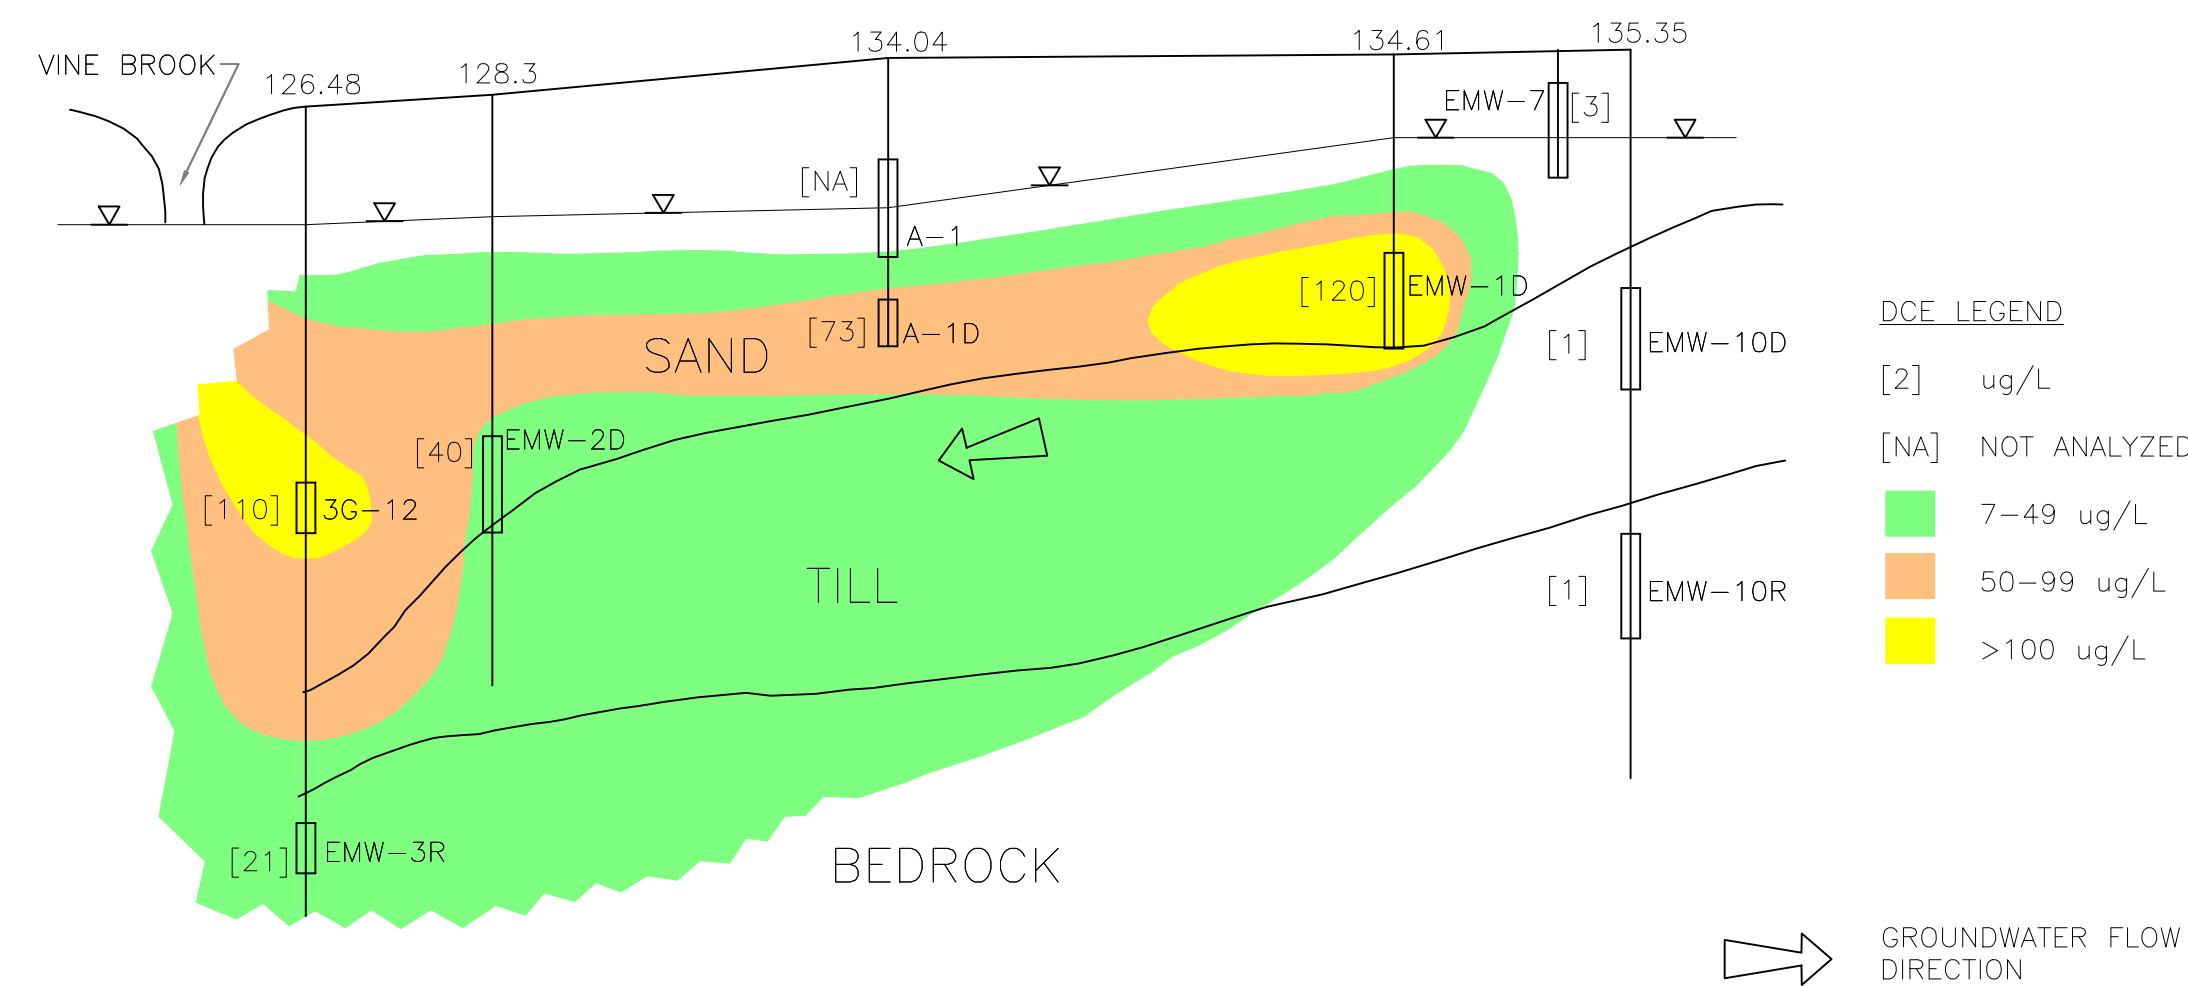 134.04
134.61
135.35
VINE BROOK
126.48
128.3
EMW-7
[3]
[NA]
A-1
[120]
EMW-1D
[73]
A-1D
SAND
[1]
EMW-10D
[40]
EMW-2D
[110]
3G-12
TILL
[1]
EMW-10R
[21]
EMW-3R
BEDROCK
DCE LEGEND
[2] ug/L
[NA] NOT ANALYZED
7-49 ug/L
50-99 ug/L
>100 ug/L
GROUNDWATER FLOW
DIRECTION